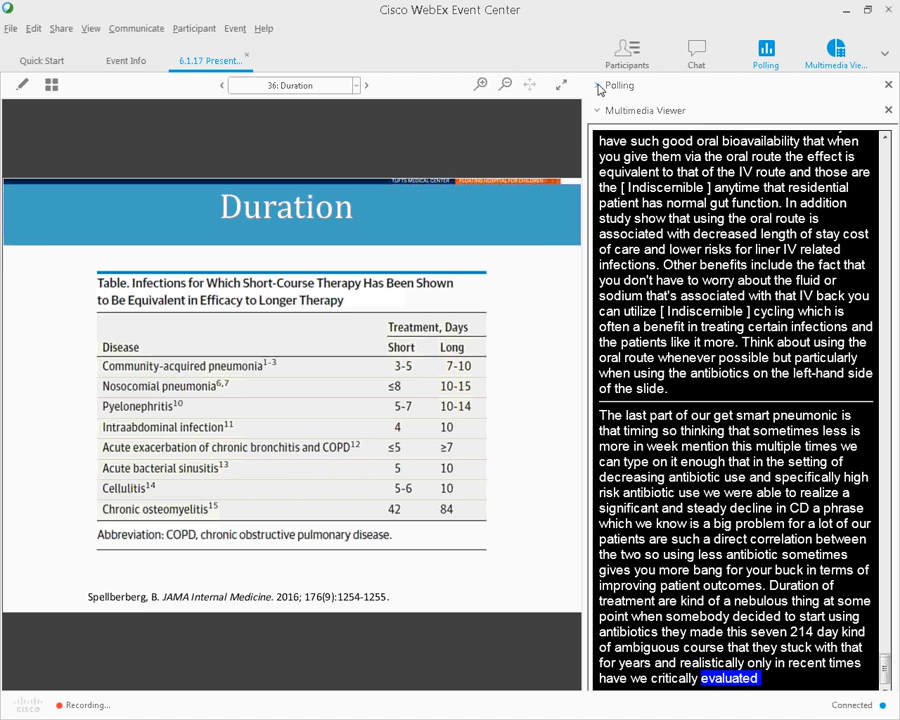 Cisco WebEx Event Center
File Edit Share View Communicate Participant Event Help
Quick Start Event Info 6.1.17 Present...
Participants Chat Polling Multimedia Vie...
36: Duration
Polling
Multimedia Viewer
TUFTS MEDICAL CENTER FLOATING HOSPITAL FOR CHILDREN
Duration
Table. Infections for Which Short-Course Therapy Has Been Shown
to Be Equivalent in Efficacy to Longer Therapy
Treatment, Days
Disease Short Long
Community-acquired pneumonia1-3 3-5 7-10
Nosocomial pneumonia6,7 ≤8 10-15
Pyelonephritis10 5-7 10-14
Intraabdominal infection11 4 10
Acute exacerbation of chronic bronchitis and COPD12 ≤5 ≥7
Acute bacterial sinusitis13 5 10
Cellulitis14 5-6 10
Chronic osteomyelitis15 42 84
Abbreviation: COPD, chronic obstructive pulmonary disease.
Spellberg, B. JAMA Internal Medicine. 2016; 176(9):1254-1255.
have such good oral bioavailability that when
you give them via the oral route the effect is
equivalent to that of the IV route and those are
the [ Indiscernible ] anytime that residential
patient has normal gut function. In addition
study show that using the oral route is
associated with decreased length of stay cost
of care and lower risks for liner IV related
infections. Other benefits include the fact that
you don't have to worry about the fluid or
sodium that's associated with that IV back you
can utilize [ Indiscernible ] cycling which is
often a benefit in treating certain infections and
the patients like it more. Think about using the
oral route whenever possible but particularly
when using the antibiotics on the left-hand side
of the slide.
The last part of our get smart pneumonic is
that timing so thinking that sometimes less is
more in week mention this multiple times we
can type on it enough that in the setting of
decreasing antibiotic use and specifically high
risk antibiotic use we were able to realize a
significant and steady decline in CD a phrase
which we know is a big problem for a lot of our
patients are such a direct correlation between
the two so using less antibiotic sometimes
gives you more bang for your buck in terms of
improving patient outcomes. Duration of
treatment are kind of a nebulous thing at some
point when somebody decided to start using
antibiotics they made this seven 214 day kind
of ambiguous course that they stuck with that
for years and realistically only in recent times
have we critically evaluated
cisco Recording... Connected